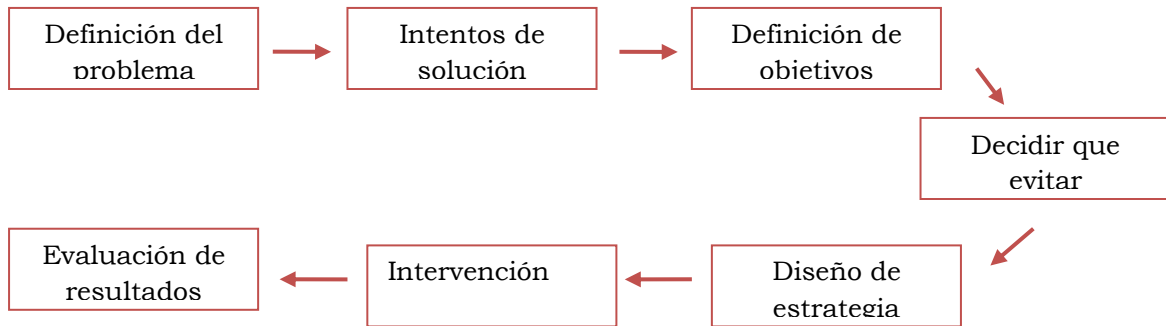 Definición del
problema
Intentos de
solución
Definición de
objetivos
Decidir que
evitar
Diseño de
estrategia
Intervención
Evaluación de
resultados